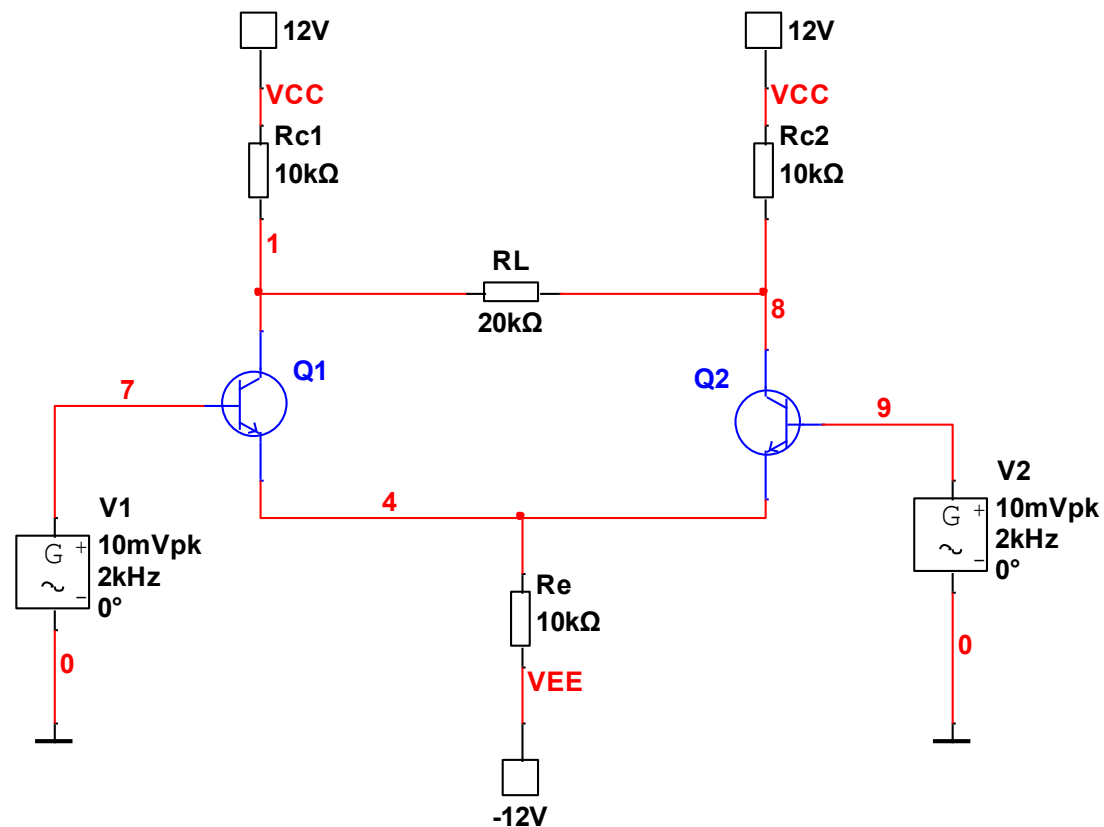 12V
12V
VCC
VCC
Rc1
10kΩ
Rc2
10kΩ
1
RL
20kΩ
8
Q1
Q2
7
9
V1
10mVpk
2kHz
0°
G
+
~
−
4
V2
10mVpk
2kHz
0°
G
+
~
−
Re
10kΩ
0
0
VEE
-12V